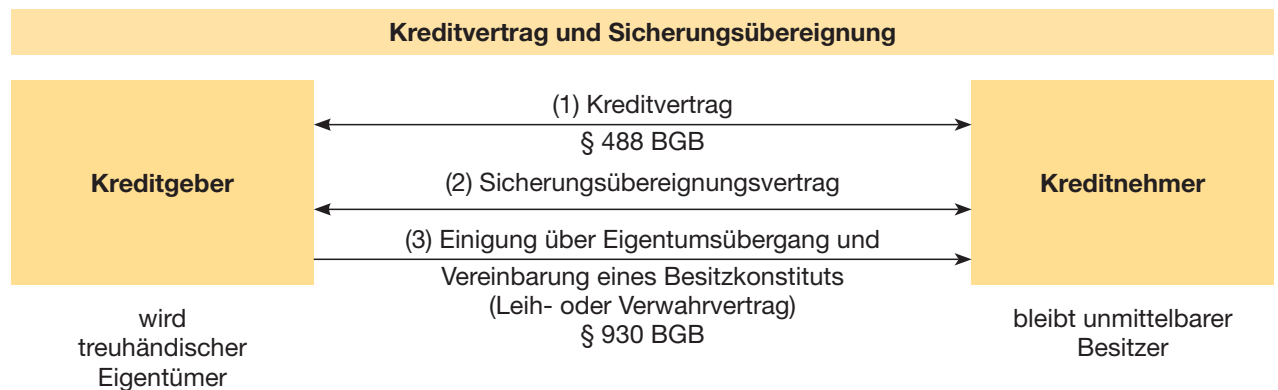 Kreditvertrag und Sicherungsübereignung
(1) Kreditvertrag
§ 488 BGB
Kreditgeber
(2) Sicherungsübereignungsvertrag
Kreditnehmer
(3) Einigung über Eigentumsübergang und
Vereinbarung eines Besitzkonstituts
(Leih- oder Verwahrvertrag)
§ 930 BGB
wird
treuhändischer
Eigentümer
bleibt unmittelbarer
Besitzer